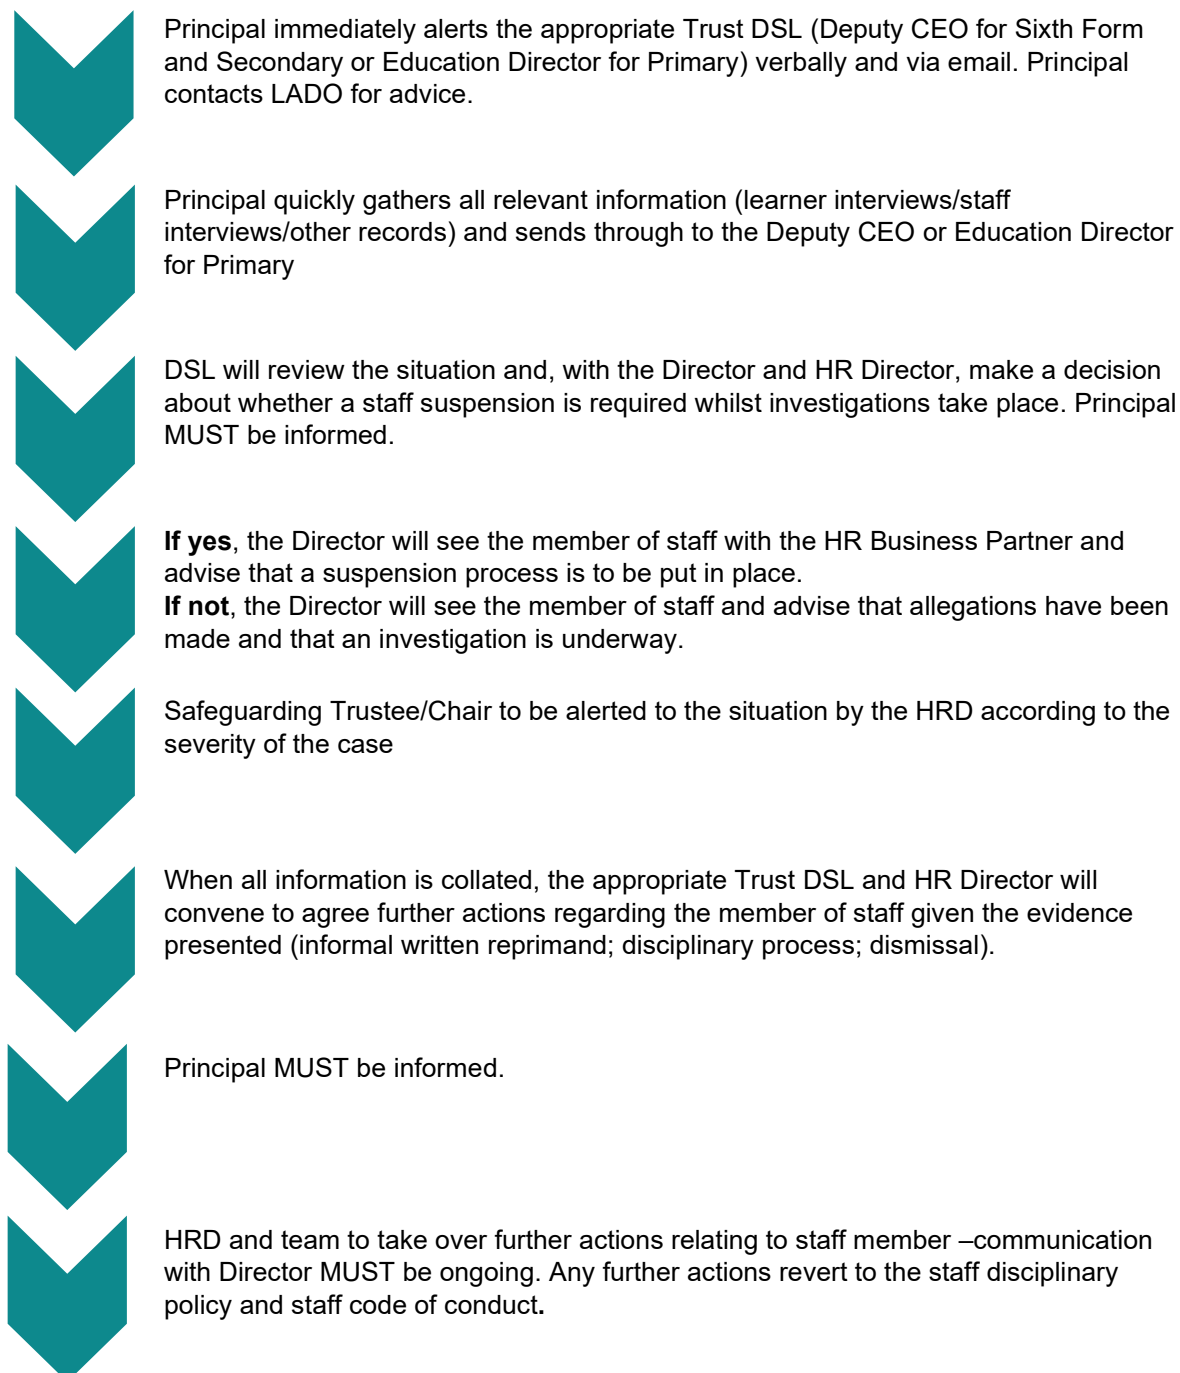 Principal immediately alerts the appropriate Trust DSL (Deputy CEO for Sixth Form
and Secondary or Education Director for Primary) verbally and via email. Principal
contacts LADO for advice.
Principal quickly gathers all relevant information (learner interviews/staff
interviews/other records) and sends through to the Deputy CEO or Education Director
for Primary
DSL will review the situation and, with the Director and HR Director, make a decision
about whether a staff suspension is required whilst investigations take place. Principal
MUST be informed.
If yes, the Director will see the member of staff with the HR Business Partner and
advise that a suspension process is to be put in place.
If not, the Director will see the member of staff and advise that allegations have been
made and that an investigation is underway.
Safeguarding Trustee/Chair to be alerted to the situation by the HRD according to the
severity of the case
When all information is collated, the appropriate Trust DSL and HR Director will
convene to agree further actions regarding the member of staff given the evidence
presented (informal written reprimand; disciplinary process; dismissal).
Principal MUST be informed.
HRD and team to take over further actions relating to staff member –communication
with Director MUST be ongoing. Any further actions revert to the staff disciplinary
policy and staff code of conduct.